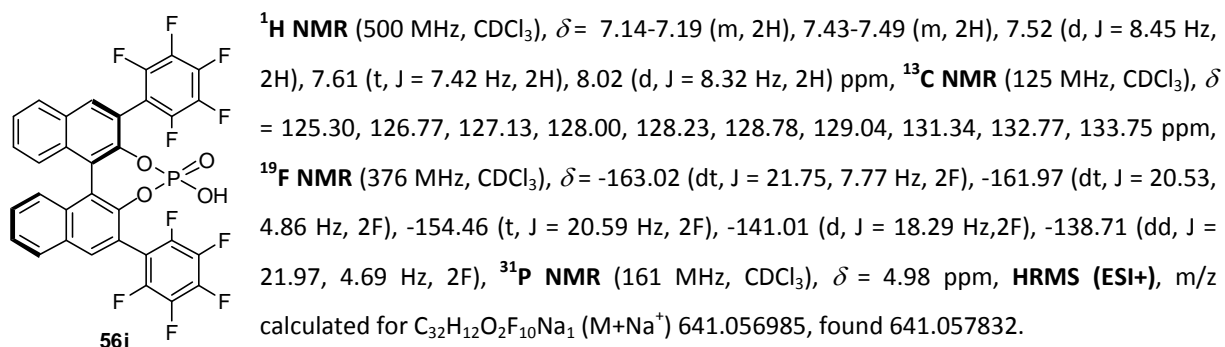 ¹H NMR (500 MHz, CDCl₃), δ = 7.14-7.19 (m, 2H), 7.43-7.49 (m, 2H), 7.52 (d, J = 8.45 Hz,
2H), 7.61 (t, J = 7.42 Hz, 2H), 8.02 (d, J = 8.32 Hz, 2H) ppm, ¹³C NMR (125 MHz, CDCl₃), δ
= 125.30, 126.77, 127.13, 128.00, 128.23, 128.78, 129.04, 131.34, 132.77, 133.75 ppm,
¹⁹F NMR (376 MHz, CDCl₃), δ = -163.02 (dt, J = 21.75, 7.77 Hz, 2F), -161.97 (dt, J = 20.53,
4.86 Hz, 2F), -154.46 (t, J = 20.59 Hz, 2F), -141.01 (d, J = 18.29 Hz,2F), -138.71 (dd, J =
21.97, 4.69 Hz, 2F), ³¹P NMR (161 MHz, CDCl₃), δ = 4.98 ppm, HRMS (ESI+), m/z
calculated for C₃₂H₁₂O₂F₁₀Na₁ (M+Na⁺) 641.056985, found 641.057832.
F
F
F
F
F
O
O
P
O
OH
F
F
F
F
F
56j